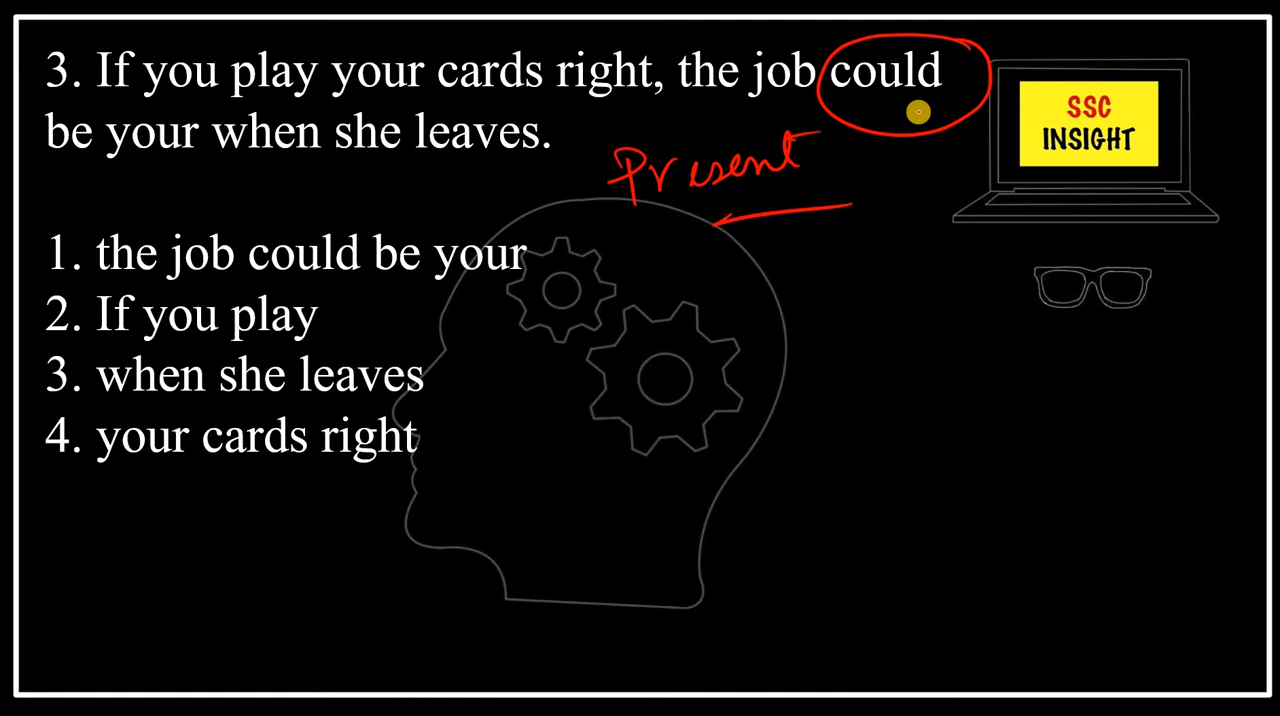 3. If you play your cards right, the job could
be your when she leaves.
SSC
INSIGHT
Present
1. the job could be your
2. If you play
3. when she leaves
4. your cards right